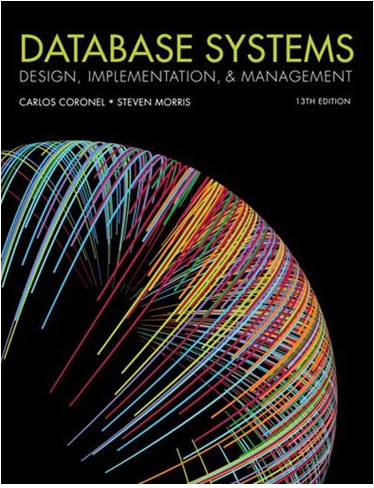 DATABASE SYSTEMS
DESIGN, IMPLEMENTATION, & MANAGEMENT
CARLOS CORONEL • STEVEN MORRIS
13TH EDITION